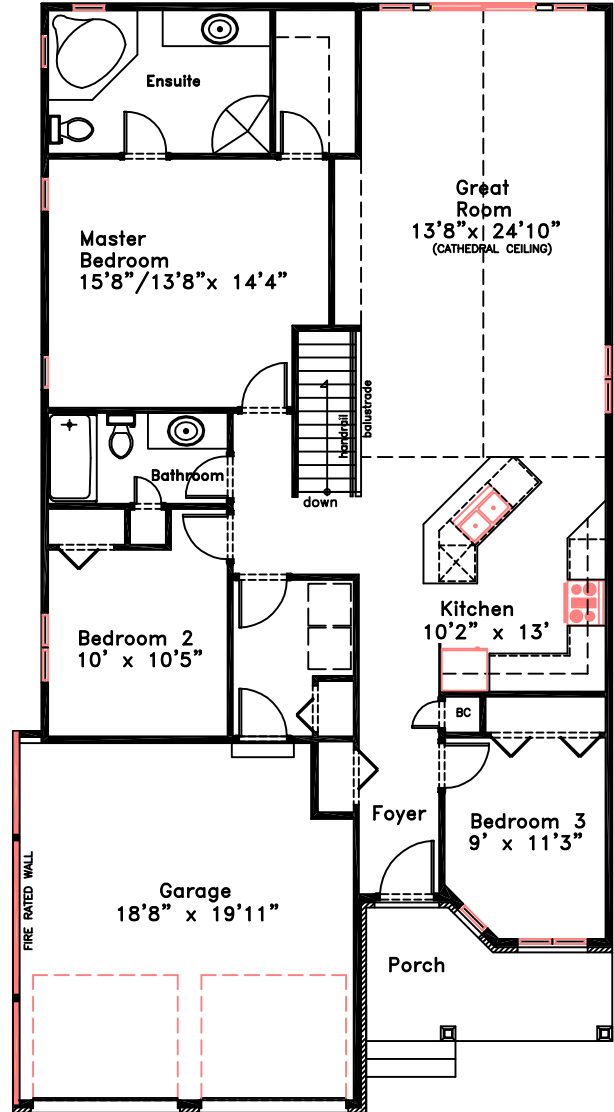 Ensuite
Great
Room
13'8"x 24'10"
(CATHEDRAL CEILING)
Master
Bedroom
15'8"/13'8"x 14'4"
handrail
balustrade
down
Bathroom
Kitchen
10'2" x 13'
Bedroom 2
10' x 10'5"
BC
Foyer
Bedroom 3
9' x 11'3"
FIRE RATED WALL
Garage
18'8" x 19'11"
Porch